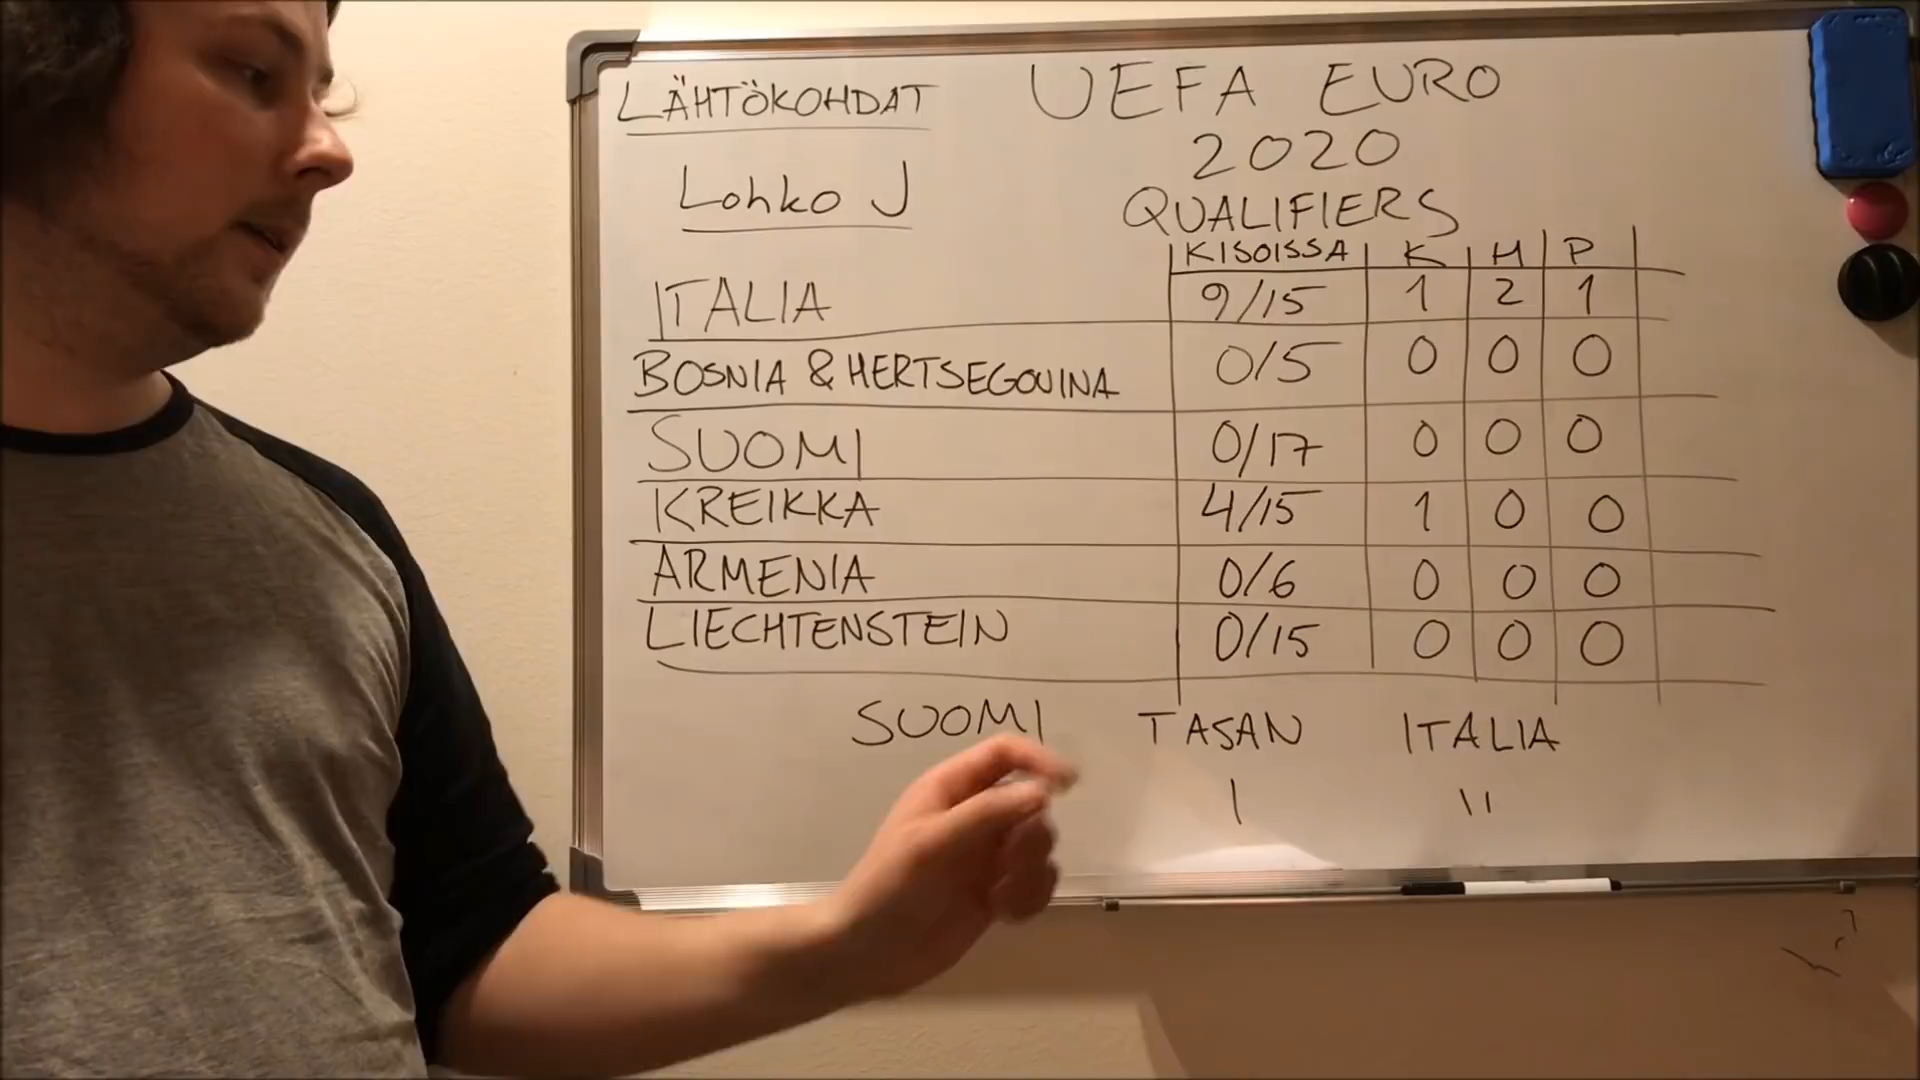 LÄHTÖKOHDAT
UEFA EURO
2020
QUALIFIERS
Lohko J
KISOISSA K H P
ITALIA 9/15 1 2 1
BOSNIA & HERTSEGOVINA 0/5 0 0 0
SUOMI 0/17 0 0 0
KREIKKA 4/15 1 0 0
ARMENIA 0/6 0 0 0
LIECHTENSTEIN 0/15 0 0 0
SUOMI TASAN ITALIA
| ||